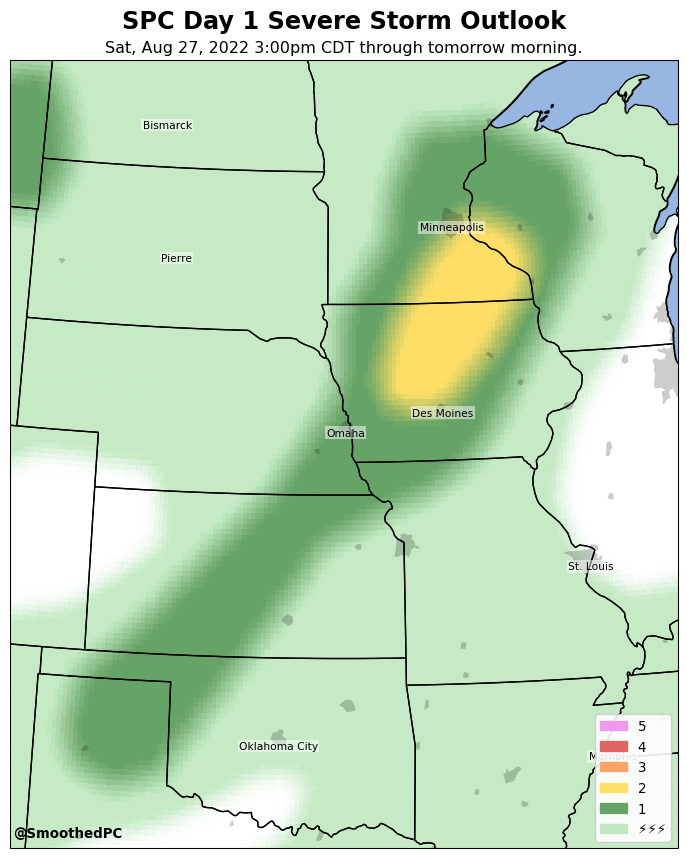 SPC Day 1 Severe Storm Outlook
Sat, Aug 27, 2022 3:00pm CDT through tomorrow morning.
Bismarck
Minneapolis
Pierre
Des Moines
Omaha
St. Louis
Oklahoma City
Memphis
5
4
3
2
1
⚡⚡⚡
@SmoothedPC